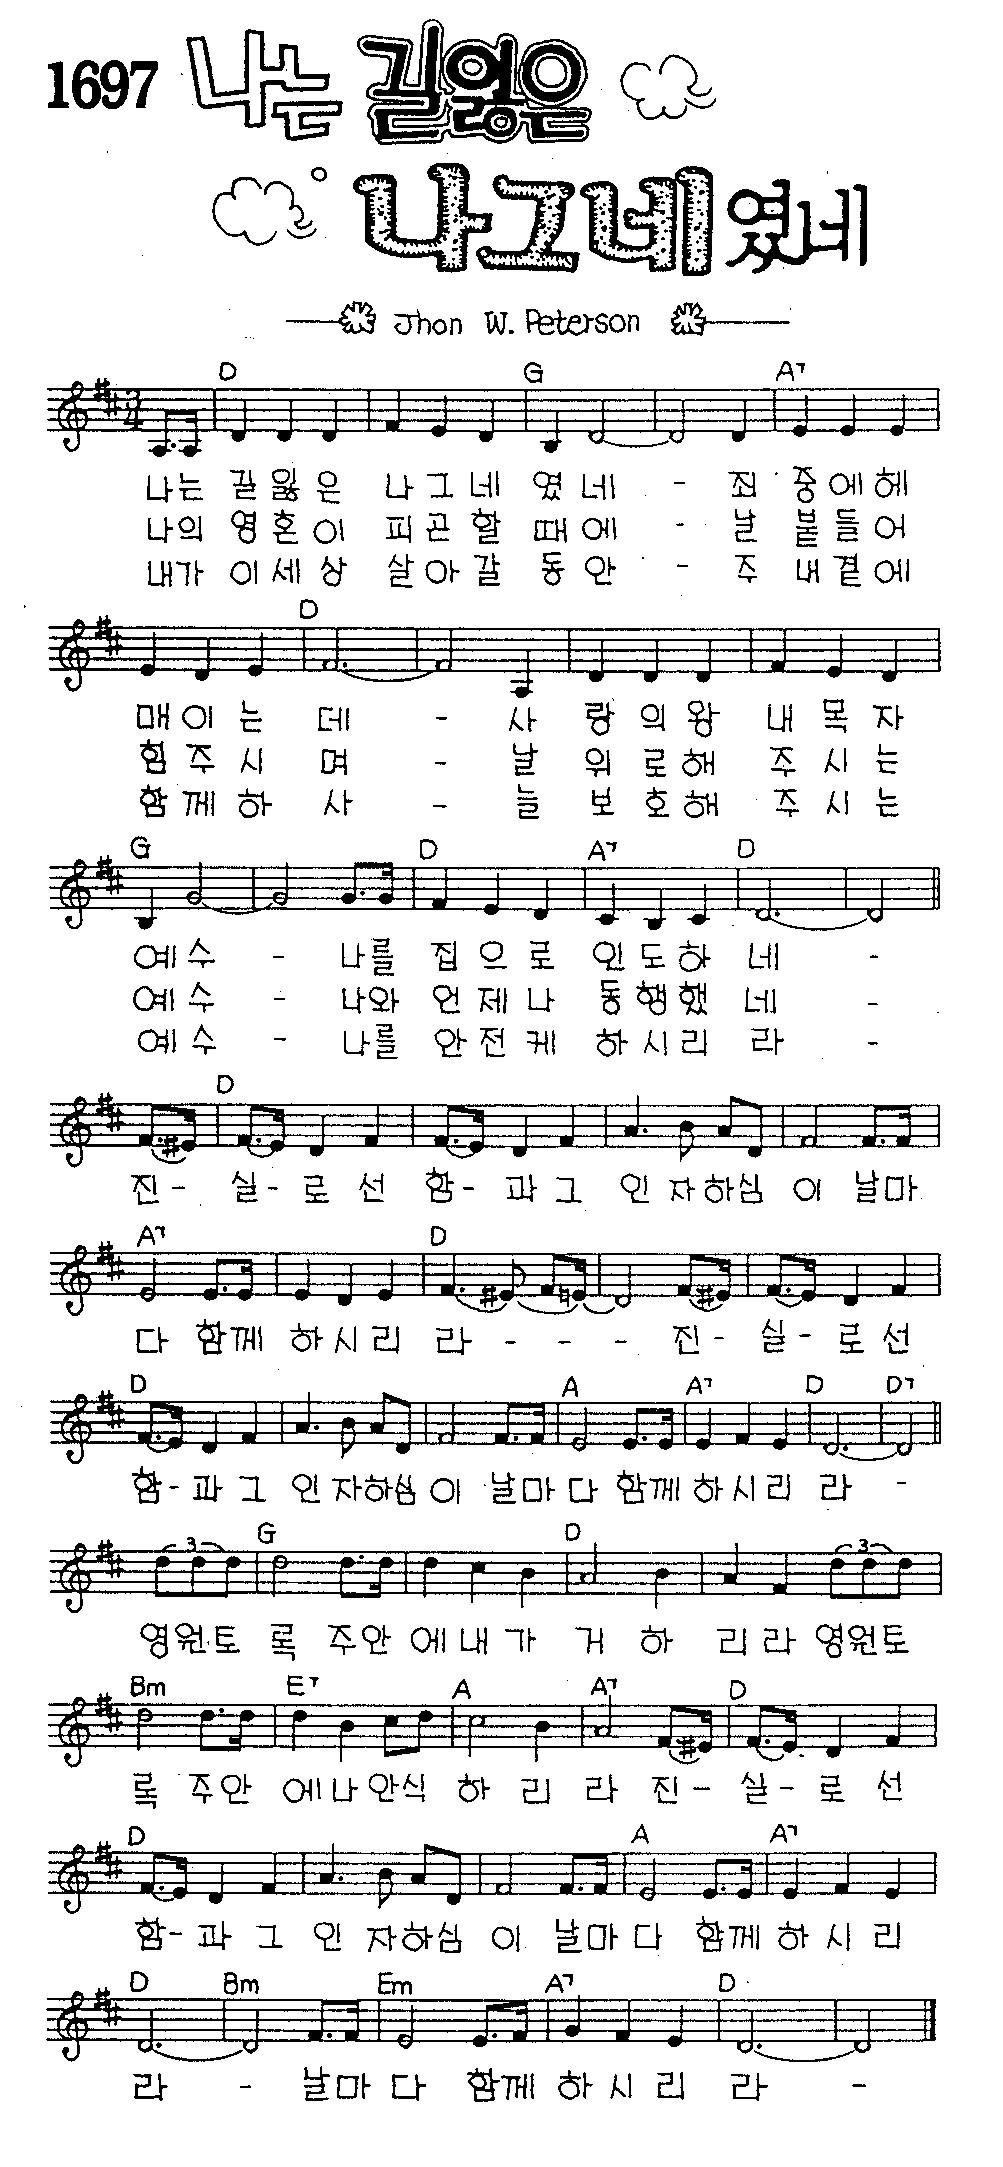 1697 나는 길잃은
나그네였네
Jhon W. Peterson
D G A7
3
4
나는 길잃은 나그네 였네 - 죄 중에헤
나의 영혼이 피곤할 때에 - 날 붙들어
내가 이세상 살아갈 동안 - 주 내곁에
D
매이는 데 - 사 랑의왕 내 목 자
힘주시 며 - 날 위로해 주시는
함께하 사 - 늘 보호해 주시는
G D A7 D
예수 - 나를 집으로 인도하 네 -
예수 - 나와 언제나 동행했 네 -
예수 - 나를 안전케 하시리 라 -
D
진- 실-로선 함-과그 인자하심 이 날마
A7 D
다 함께 하시리 라 - - - 진- 실-로선
D A A7 D D7
함-과 그 인자하심 이 날마다 함께하시리 라 -
3 G D 3
영원토 록 주안에내가 거 하 리라 영원토
Bm E7 A A7 D
록 주안 에나안식 하 리 라 진- 실-로 선
D A A7
함-과 그 인 자하심 이 날마다 함께하시리
D Bm Em A7 D
라 - 날마다 함께하시리 라 -